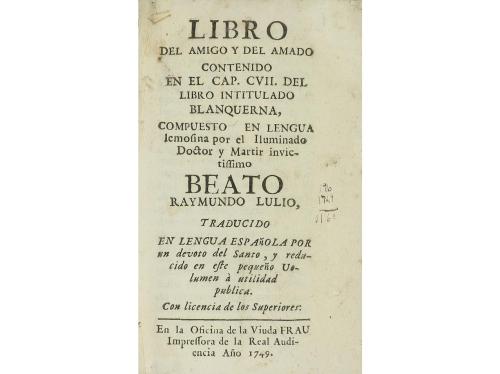 LIBRO
DEL AMIGO Y DEL AMADO
CONTENIDO
EN EL CAP. CVII. DEL
LIBRO INTITULADO
BLANQUERNA,
COMPUESTO EN LENGUA
lemosina por el Iluminado
Doctor y Martir invic-
tissimo
BEATO
RAYMUNDO LULIO,
TRADUCIDO
EN LENGUA ESPAñOLA POR
un devoto del Santo, y redu-
cido en este pequeño Vo-
lumen à utilidad
publica.
Con licencia de los Superiores:
En la Oficina de la Viuda FRAU
Impressora de la Real Audi-
encia Año 1749.